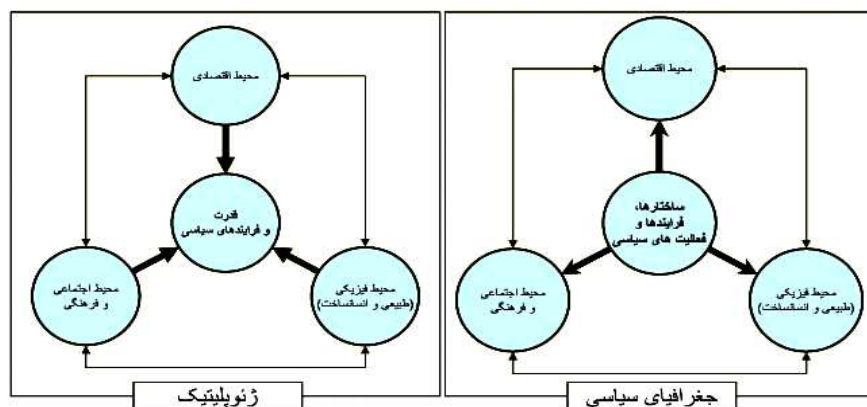 محیط اقتصادی
ساختارها،
فرایندها و
فعالیت های سیاسی
محیط اجتماعی
و فرهنگی
محیط فیزیکی
(طبیعی و انسانساخت)
جغرافیای سیاسی
محیط اقتصادی
قدرت
و فرایندهای سیاسی
محیط اجتماعی
و فرهنگی
محیط فیزیکی
(طبیعی و انسانساخت)
ژئوپلیتیک